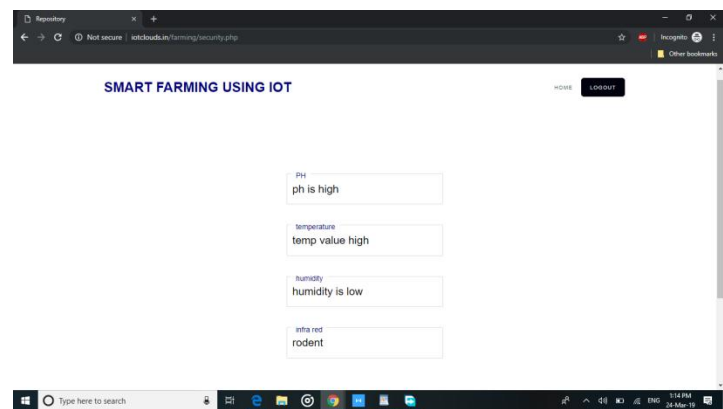 Repository
Not secure | iotclouds.in/farming/security.php
Incognito
Other bookmarks
SMART FARMING USING IOT
HOME
LOGOUT
PH
ph is high
temperature
temp value high
humidity
humidity is low
infra red
rodent
Type here to search
ENG
1:14 PM
24-Mar-19